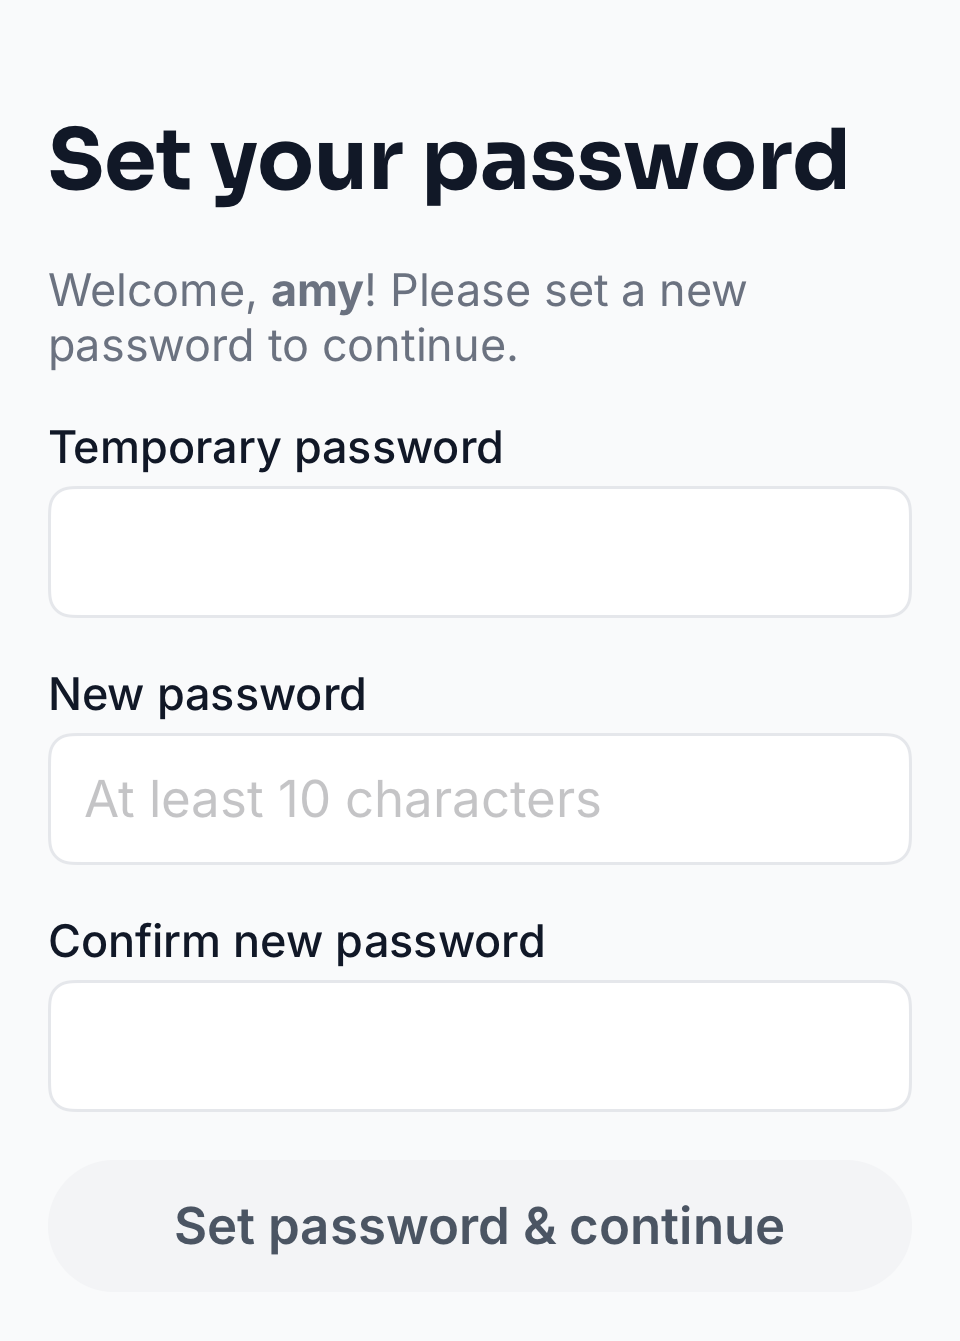 Set your password
Welcome, amy! Please set a new
password to continue.
Temporary password
New password
At least 10 characters
Confirm new password
Set password & continue